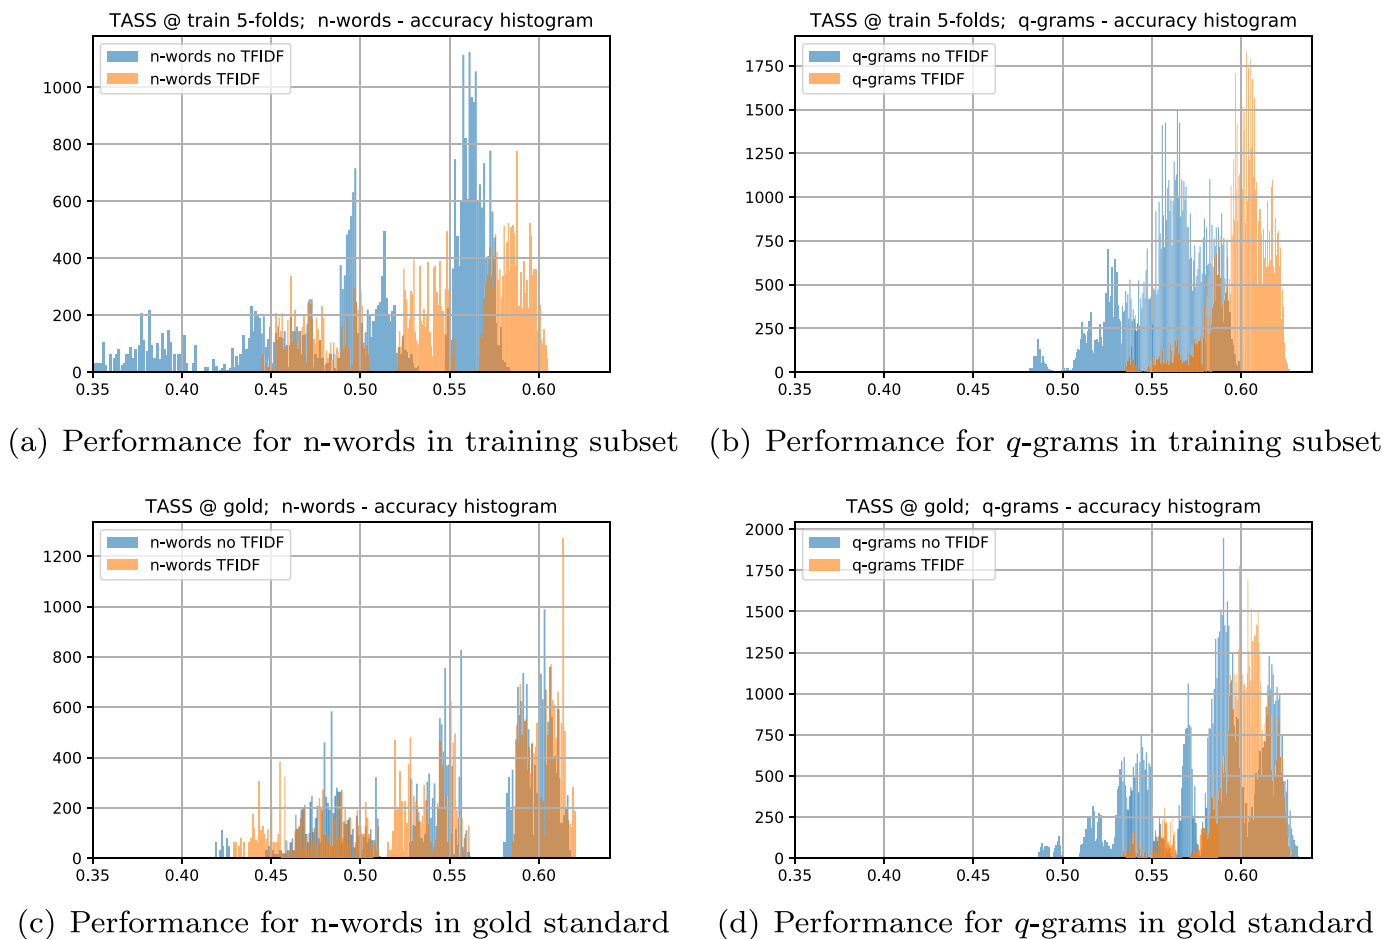 TASS @ train 5-folds;  n-words - accuracy histogram
n-words no TFIDF
n-words TFIDF
1000
800
600
400
200
0
0.35 0.40 0.45 0.50 0.55 0.60
(a) Performance for n-words in training subset
TASS @ train 5-folds;  q-grams - accuracy histogram
q-grams no TFIDF
q-grams TFIDF
1750
1500
1250
1000
750
500
250
0
0.35 0.40 0.45 0.50 0.55 0.60
(b) Performance for q-grams in training subset
TASS @ gold;  n-words - accuracy histogram
n-words no TFIDF
n-words TFIDF
1200
1000
800
600
400
200
0
0.35 0.40 0.45 0.50 0.55 0.60
(c) Performance for n-words in gold standard
TASS @ gold;  q-grams - accuracy histogram
q-grams no TFIDF
q-grams TFIDF
2000
1750
1500
1250
1000
750
500
250
0
0.35 0.40 0.45 0.50 0.55 0.60
(d) Performance for q-grams in gold standard